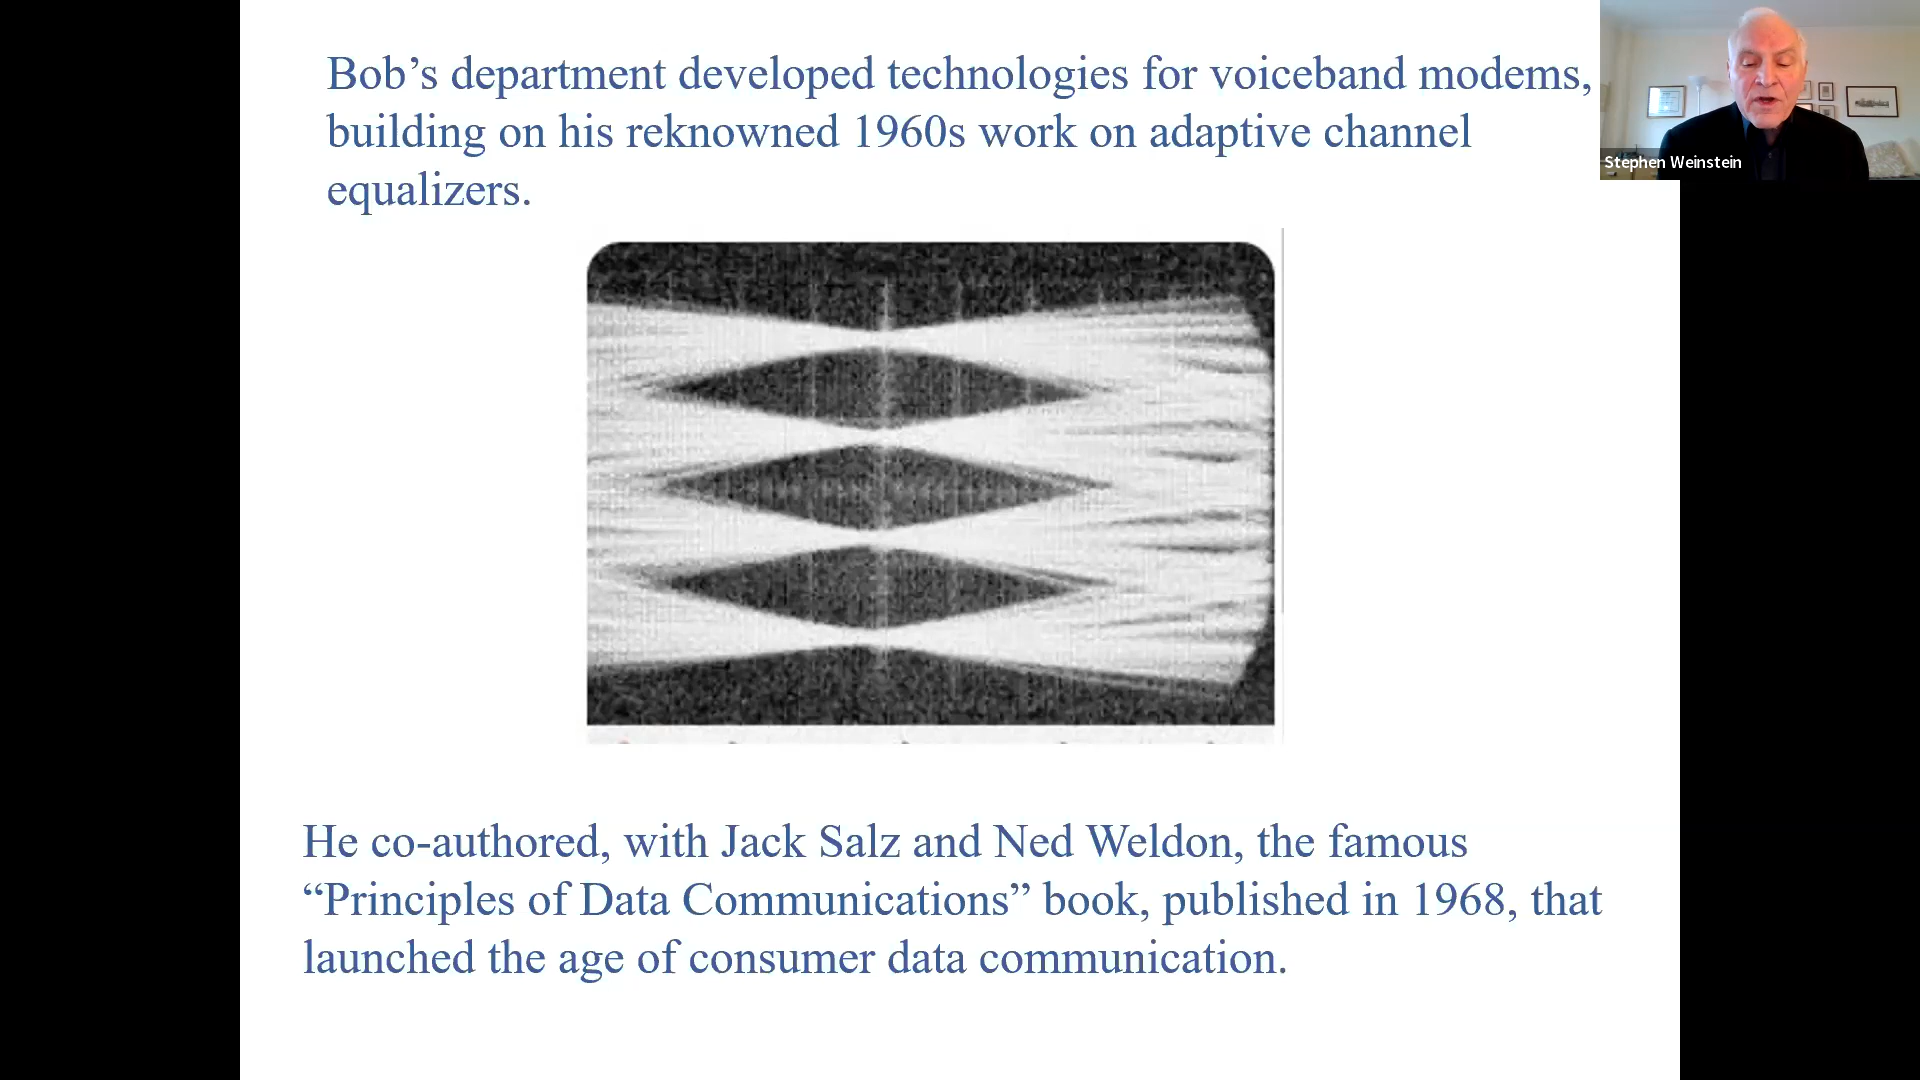 Bob’s department developed technologies for voiceband modems,
building on his reknowned 1960s work on adaptive channel
equalizers.
Stephen Weinstein
He co-authored, with Jack Salz and Ned Weldon, the famous
“Principles of Data Communications” book, published in 1968, that
launched the age of consumer data communication.